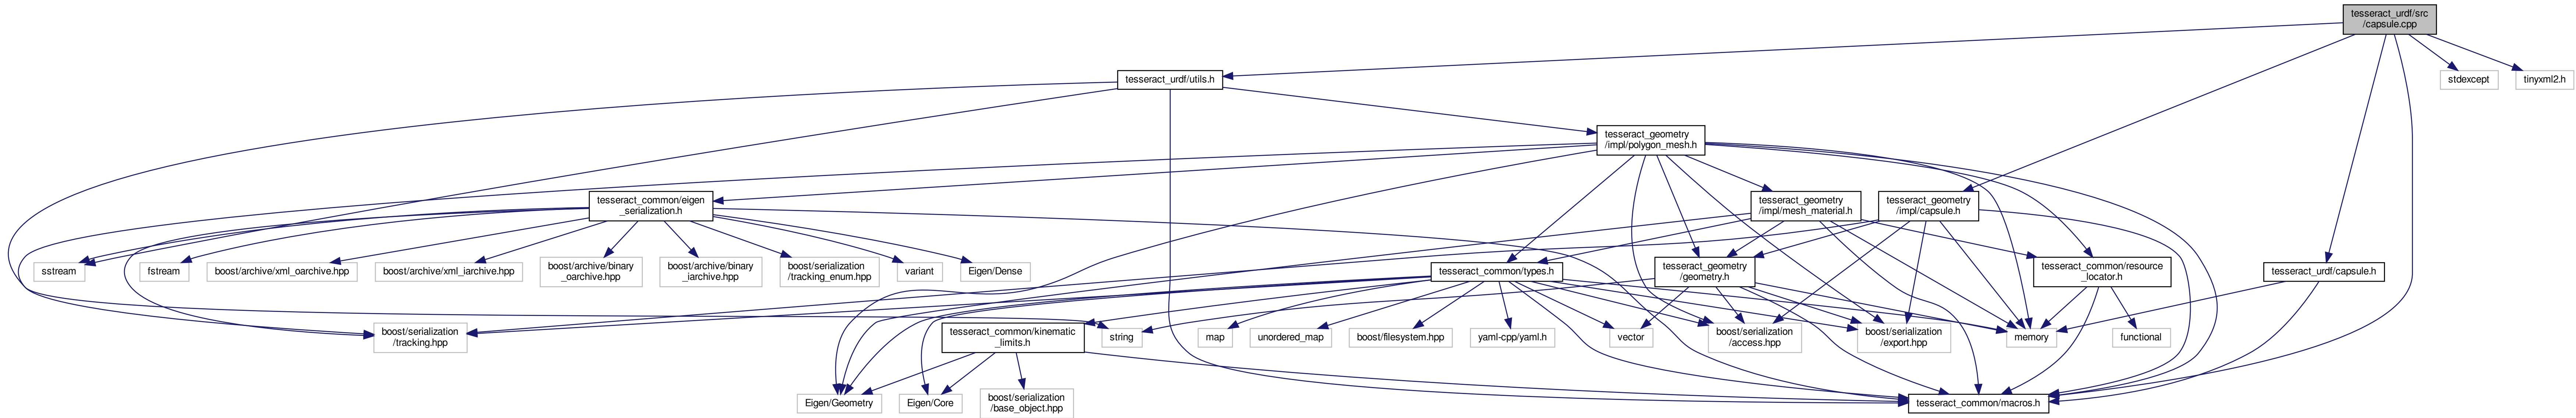 tesseract_urdf/src
/capsule.cpp
tesseract_urdf/utils.h
stdexcept
tinyxml2.h
tesseract_geometry
/impl/polygon_mesh.h
tesseract_common/eigen
_serialization.h
tesseract_geometry
/impl/mesh_material.h
tesseract_geometry
/impl/capsule.h
sstream
fstream
boost/archive/xml_oarchive.hpp
boost/archive/xml_iarchive.hpp
boost/archive/binary
_oarchive.hpp
boost/archive/binary
_iarchive.hpp
boost/serialization
/tracking_enum.hpp
variant
Eigen/Dense
tesseract_common/types.h
tesseract_geometry
/geometry.h
tesseract_common/resource
_locator.h
tesseract_urdf/capsule.h
boost/serialization
/tracking.hpp
tesseract_common/kinematic
_limits.h
string
map
unordered_map
boost/filesystem.hpp
yaml-cpp/yaml.h
vector
boost/serialization
/access.hpp
boost/serialization
/export.hpp
memory
functional
Eigen/Geometry
Eigen/Core
boost/serialization
/base_object.hpp
tesseract_common/macros.h